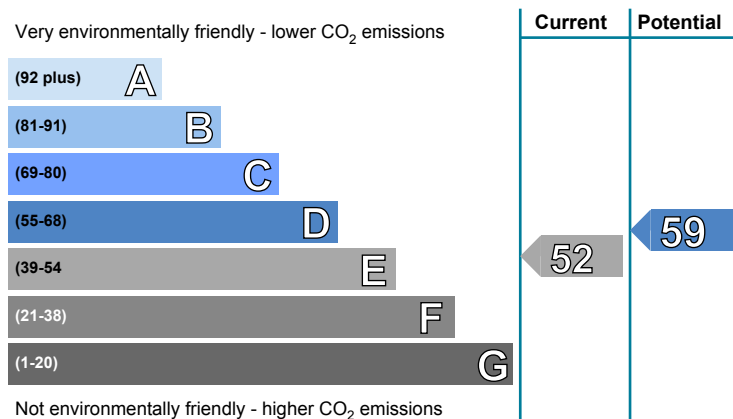 Current Potential
Very environmentally friendly - lower CO₂ emissions
(92 plus) A
(81-91) B
(69-80) C
(55-68) D
59
52
(39-54 E
(21-38) F
(1-20) G
Not environmentally friendly - higher CO₂ emissions